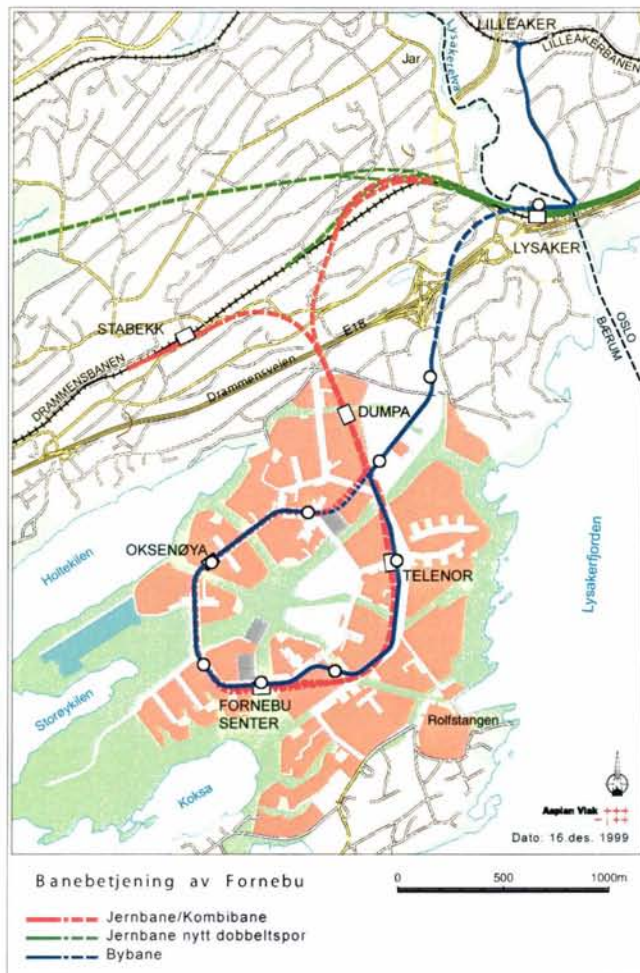 LILLEAKER
LILLEAKERBANEN
Lysakerelva
Jar
LYSAKER
STABEKK
DRAMMENSBANEN
Drammensveien
E18
OSLO
BÆRUM
DUMPA
Holtekilen
OKSENØYA
TELENOR
Lysakerfjorden
Storøykilen
FORNEBU
SENTER
Rolfstangen
Koksa
Asplan Viak
Dato: 16.des. 1999
Banebetjening av Fornebu
0 500 1000m
Jernbane/Kombibane
Jernbane nytt dobbeltspor
Bybane